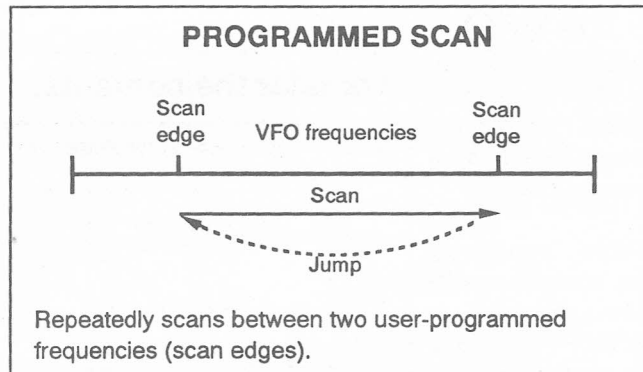 PROGRAMMED SCAN
Scan
edge
VFO frequencies
Scan
edge
Scan
Jump
Repeatedly scans between two user-programmed
frequencies (scan edges).